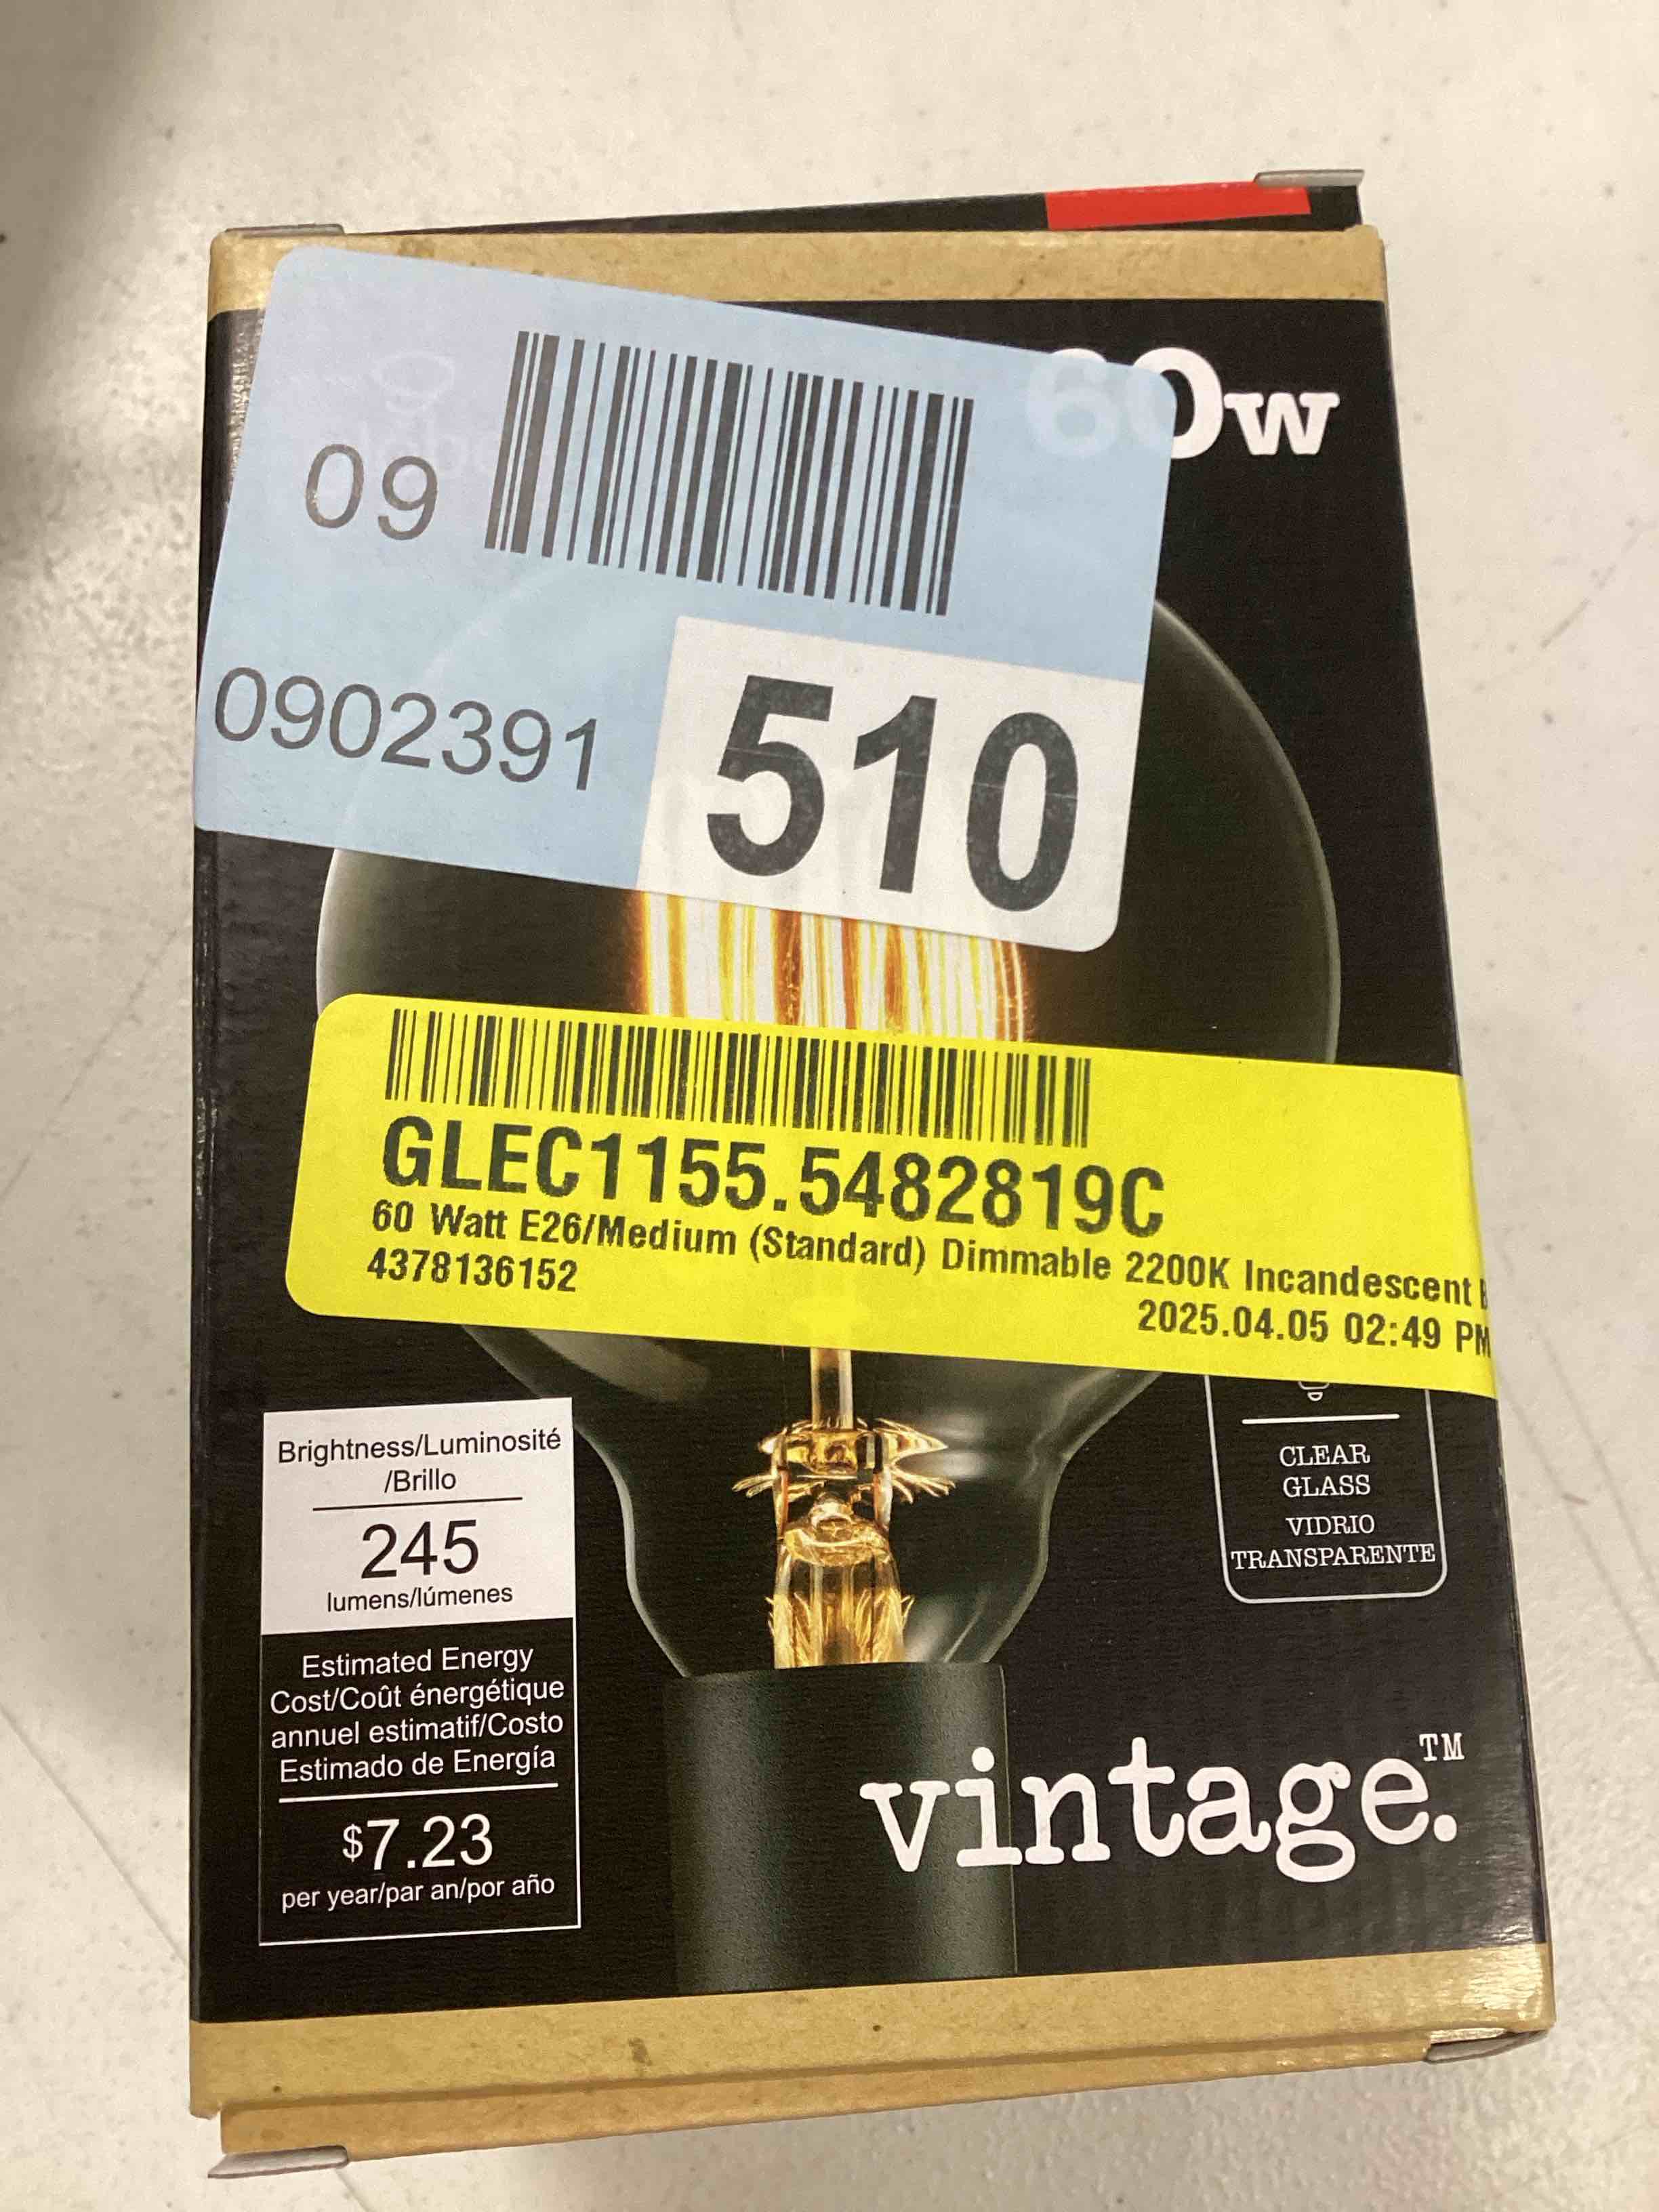 60w
09
0902391
510
GLEC1155.5482819C
60 Watt E26/Medium (Standard) Dimmable 2200K Incandescent
4378136152
2025.04.05 02:49 PM
Brightness/Luminosité
/Brillo
245
lumens/lúmenes
Estimated Energy
Cost/Coût énergétique
annuel estimatif/Costo
Estimado de Energía
$7.23
per year/par an/por año
CLEAR
GLASS
VIDRIO
TRANSPARENTE
vintage.™